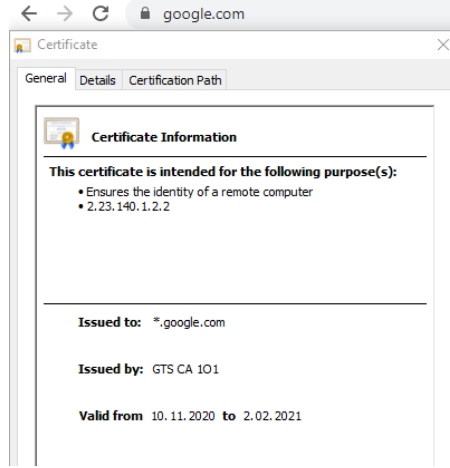 google.com
Certificate
General Details Certification Path
Certificate Information
This certificate is intended for the following purpose(s):
• Ensures the identity of a remote computer
• 2.23.140.1.2.2
Issued to: *.google.com
Issued by: GTS CA 1O1
Valid from 10.11.2020 to 2.02.2021